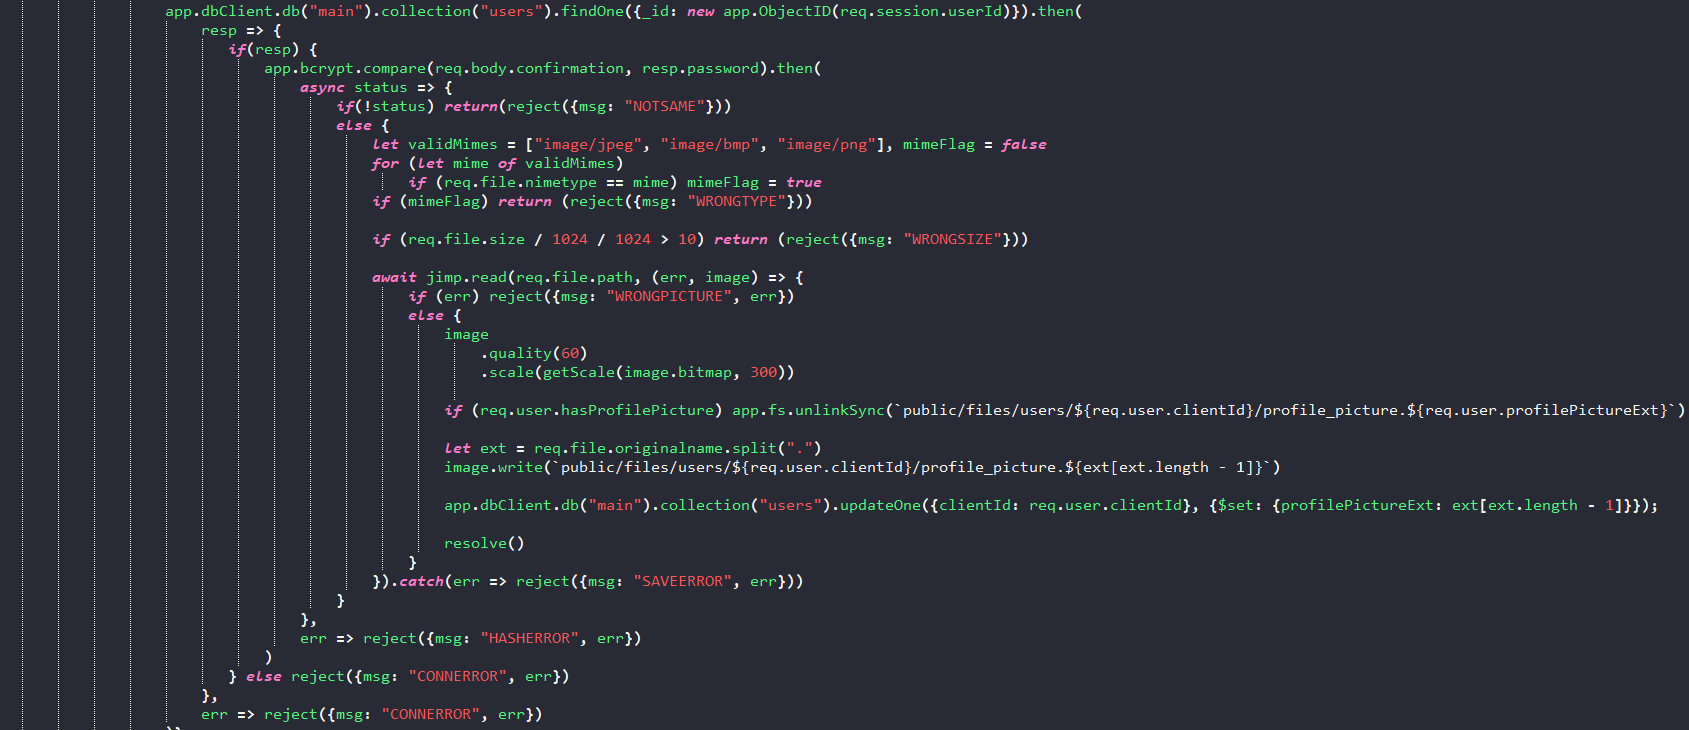 app.dbClient.db("main").collection("users").findOne({_id: new app.ObjectID(req.session.userId)}).then(
resp => {
if(resp) {
app.bcrypt.compare(req.body.confirmation, resp.password).then(
async status => {
if(!status) return(reject({msg: "NOTSAME"}))
else {
let validMimes = ["image/jpeg", "image/bmp", "image/png"], mimeFlag = false
for (let mime of validMimes)
if (req.file.nimetype == mime) mimeFlag = true
if (mimeFlag) return (reject({msg: "WRONGTYPE"}))
if (req.file.size / 1024 / 1024 > 10) return (reject({msg: "WRONGSIZE"}))
await jimp.read(req.file.path, (err, image) => {
if (err) reject({msg: "WRONGPICTURE", err})
else {
image
.quality(60)
.scale(getScale(image.bitmap, 300))
if (req.user.hasProfilePicture) app.fs.unlinkSync(`public/files/users/${req.user.clientId}/profile_picture.${req.user.profilePictureExt}`)
let ext = req.file.originalname.split(".")
image.write(`public/files/users/${req.user.clientId}/profile_picture.${ext[ext.length - 1]}`)
app.dbClient.db("main").collection("users").updateOne({clientId: req.user.clientId}, {$set: {profilePictureExt: ext[ext.length - 1]}});
resolve()
}
}).catch(err => reject({msg: "SAVEERROR", err}))
}
},
err => reject({msg: "HASHERROR", err})
)
} else reject({msg: "CONNERROR", err})
},
err => reject({msg: "CONNERROR", err})